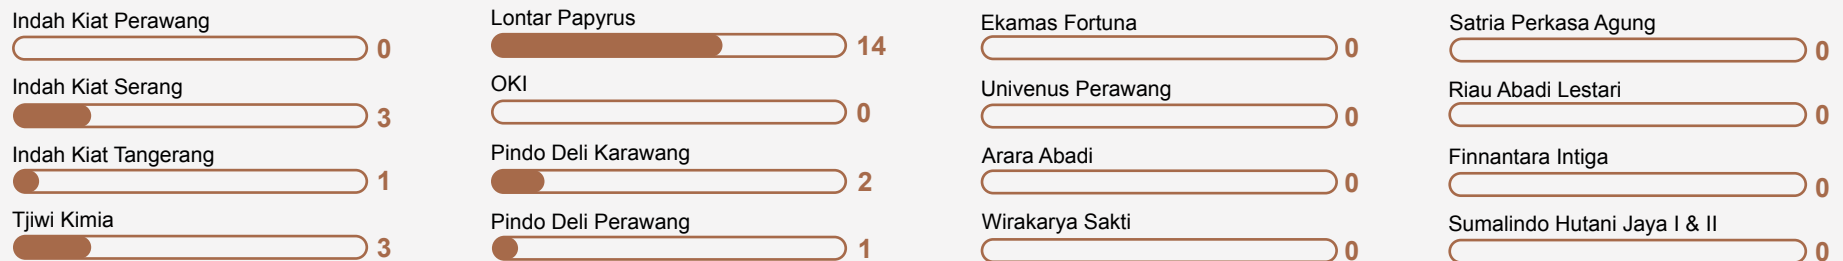 Indah Kiat Perawang
0
Indah Kiat Serang
3
Indah Kiat Tangerang
1
Tjiwi Kimia
3
Lontar Papyrus
14
OKI
0
Pindo Deli Karawang
2
Pindo Deli Perawang
1
Ekamas Fortuna
0
Univenus Perawang
0
Arara Abadi
0
Wirakarya Sakti
0
Satria Perkasa Agung
0
Riau Abadi Lestari
0
Finnantara Intiga
0
Sumalindo Hutani Jaya I & II
0